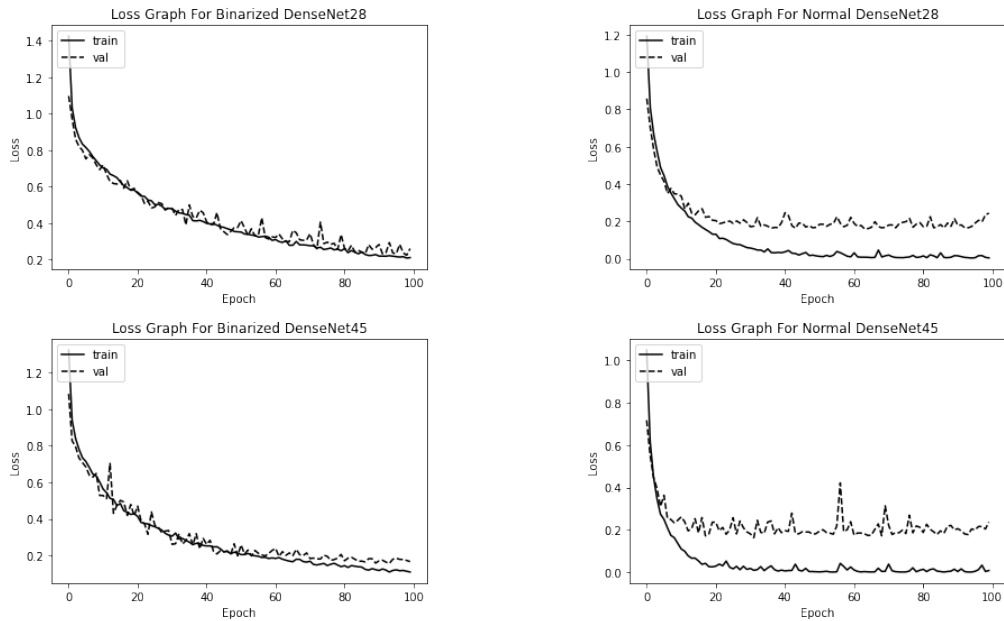 Loss Graph For Binarized DenseNet28
train
val
Loss
1.4
1.2
1.0
0.8
0.6
0.4
0.2
0 20 40 60 80 100
Epoch
Loss Graph For Normal DenseNet28
train
val
Loss
1.2
1.0
0.8
0.6
0.4
0.2
0.0
0 20 40 60 80 100
Epoch
Loss Graph For Binarized DenseNet45
train
val
Loss
1.2
1.0
0.8
0.6
0.4
0.2
0 20 40 60 80 100
Epoch
Loss Graph For Normal DenseNet45
train
val
Loss
1.0
0.8
0.6
0.4
0.2
0.0
0 20 40 60 80 100
Epoch